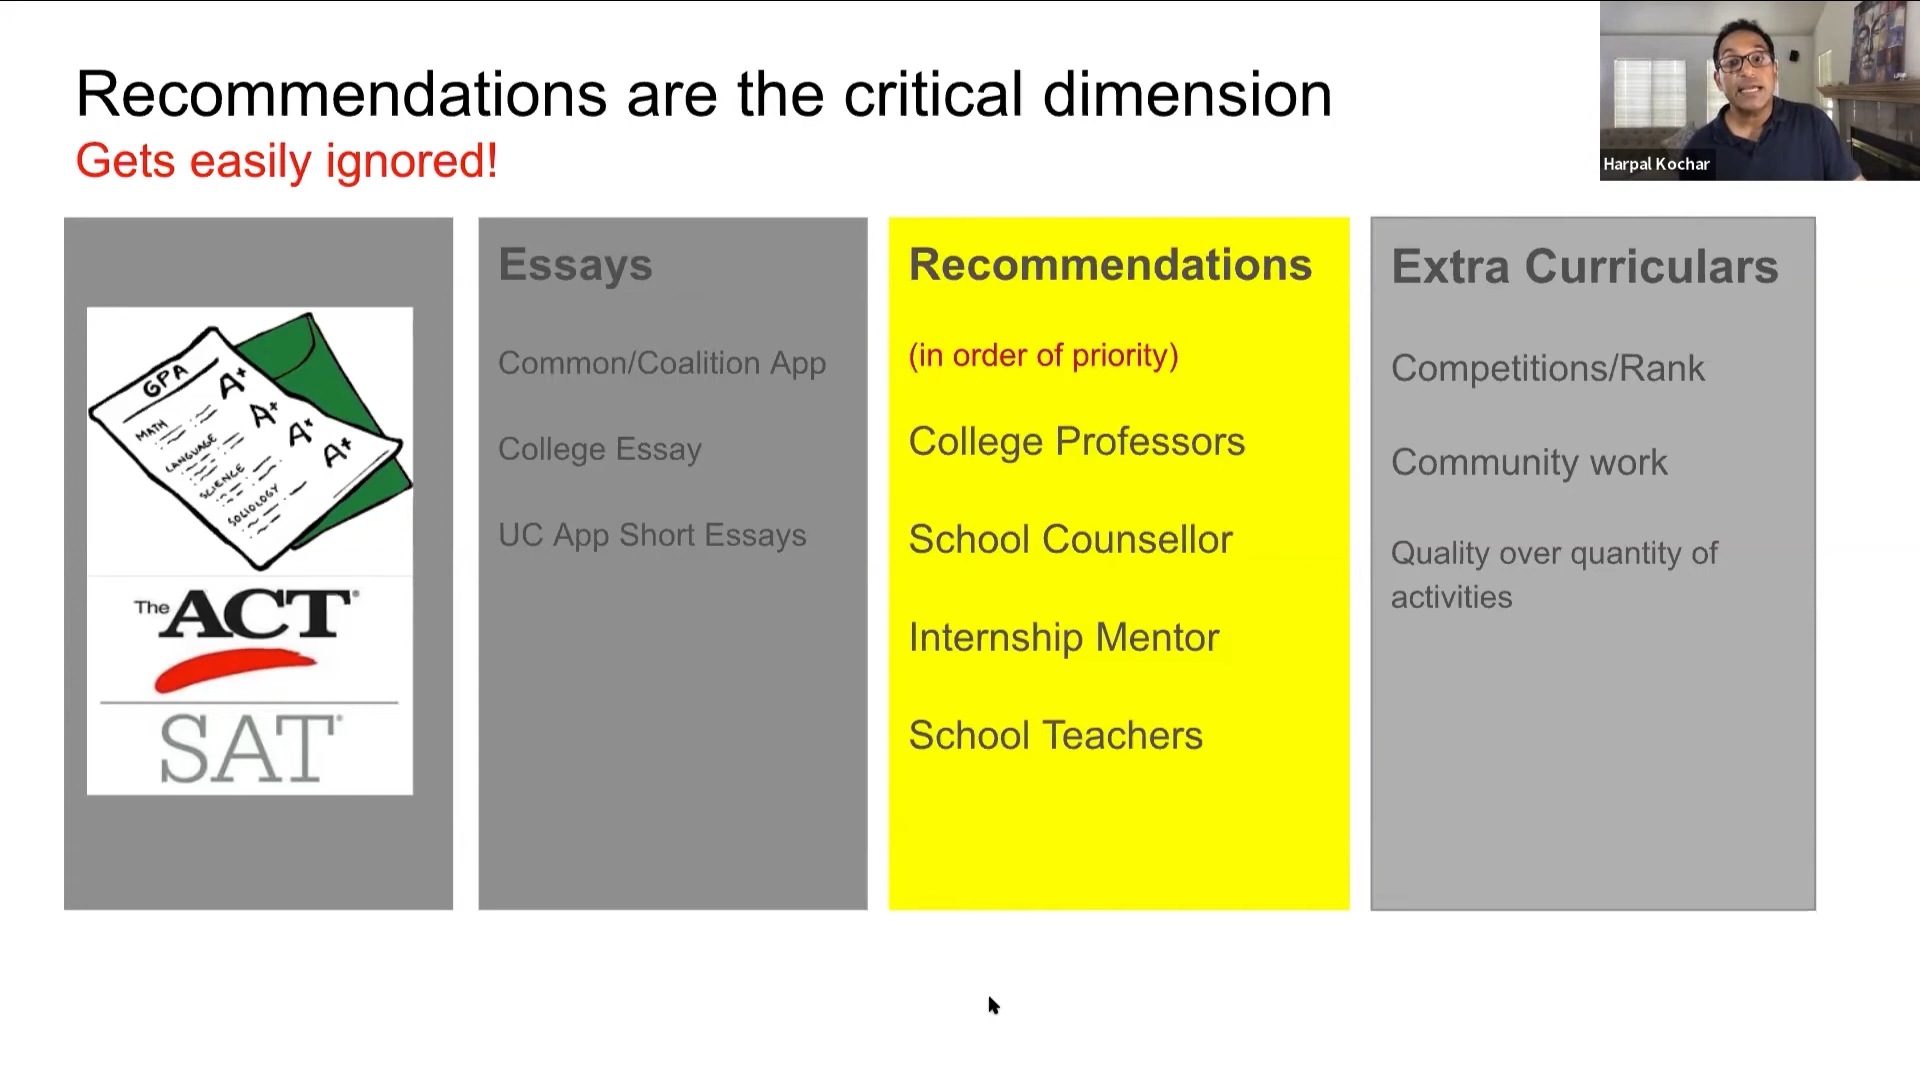 Recommendations are the critical dimension
Gets easily ignored!
Harpal Kochar
GPA
A+
A+
A+
A+
MATH
LANGUAGE
SCIENCE
SOCIOLOGY
The ACT®
SAT®
Essays
Common/Coalition App
College Essay
UC App Short Essays
Recommendations
(in order of priority)
College Professors
School Counsellor
Internship Mentor
School Teachers
Extra Curriculars
Competitions/Rank
Community work
Quality over quantity of
activities